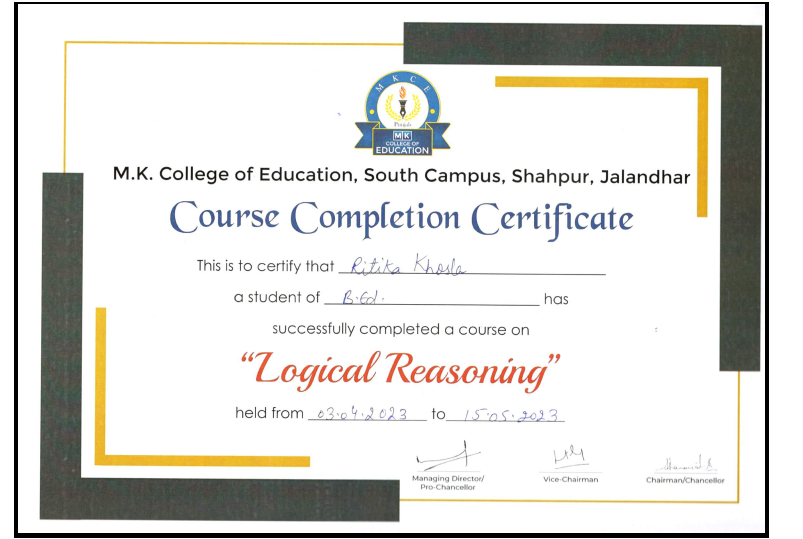 M K C E
Punjab
MK
COLLEGE OF
EDUCATION
M.K. College of Education, South Campus, Shahpur, Jalandhar
Course Completion Certificate
This is to certify that Ritika Khosla
a student of B.Ed. has
successfully completed a course on
“Logical Reasoning”
held from 03.04.2023 to 15.05.2023
Managing Director/ Vice-Chairman Chairman/Chancellor
Pro-Chancellor